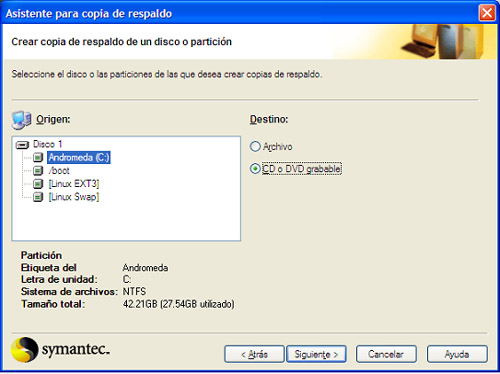 Asistente para copia de respaldo
Crear copia de respaldo de un disco o partición
Seleccione el disco o las particiones de las que desea crear copias de respaldo.
Origen:
Destino:
Disco 1
Andromeda (C:)
/boot
[Linux EXT3]
[Linux Swap]
Archivo
CD o DVD grabable
Partición
Etiqueta del Andromeda
Letra de unidad: C:
Sistema de archivos: NTFS
Tamaño total: 42.21GB (27.54GB utilizado)
symantec.
< Atrás
Siguiente >
Cancelar
Ayuda